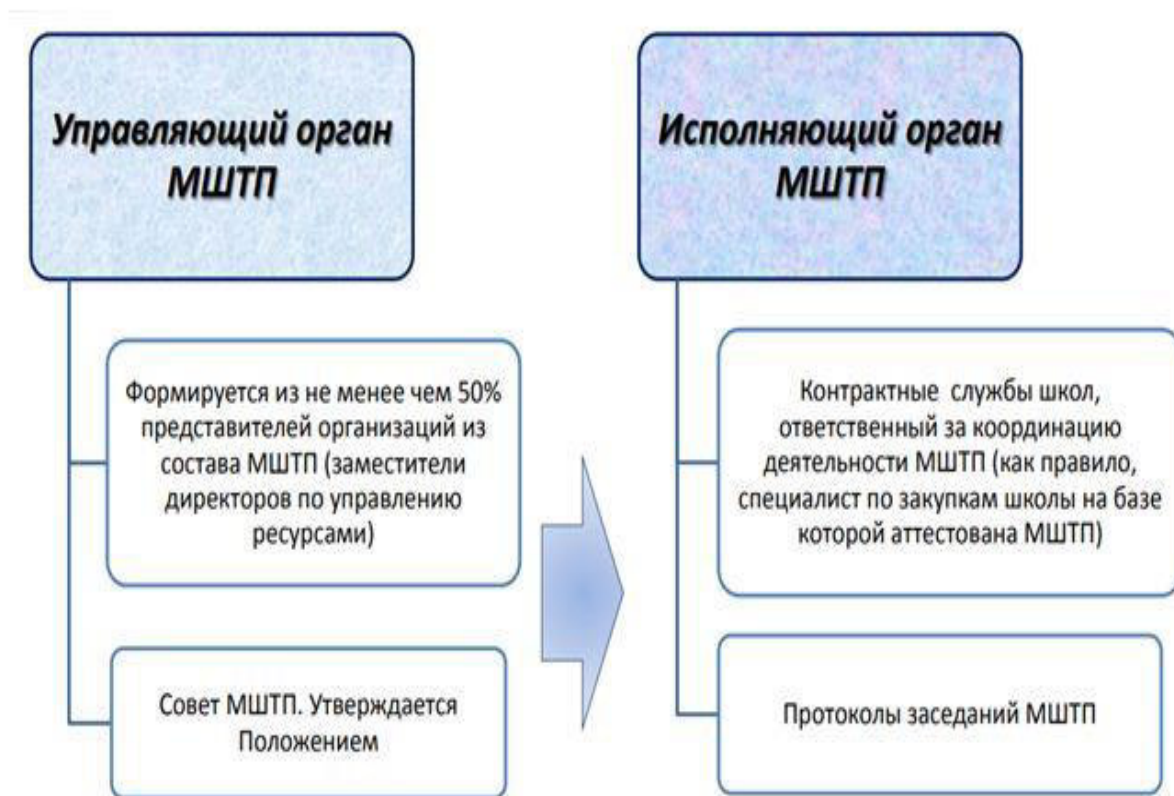 Управляющий орган
МШТП
Формируется из не менее чем 50%
представителей организаций из
состава МШТП (заместители
директоров по управлению
ресурсами)
Совет МШТП. Утверждается
Положением
Исполняющий орган
МШТП
Контрактные службы школ,
ответственный за координацию
деятельности МШТП (как правило,
специалист по закупкам школы на базе
которой аттестована МШТП)
Протоколы заседаний МШТП